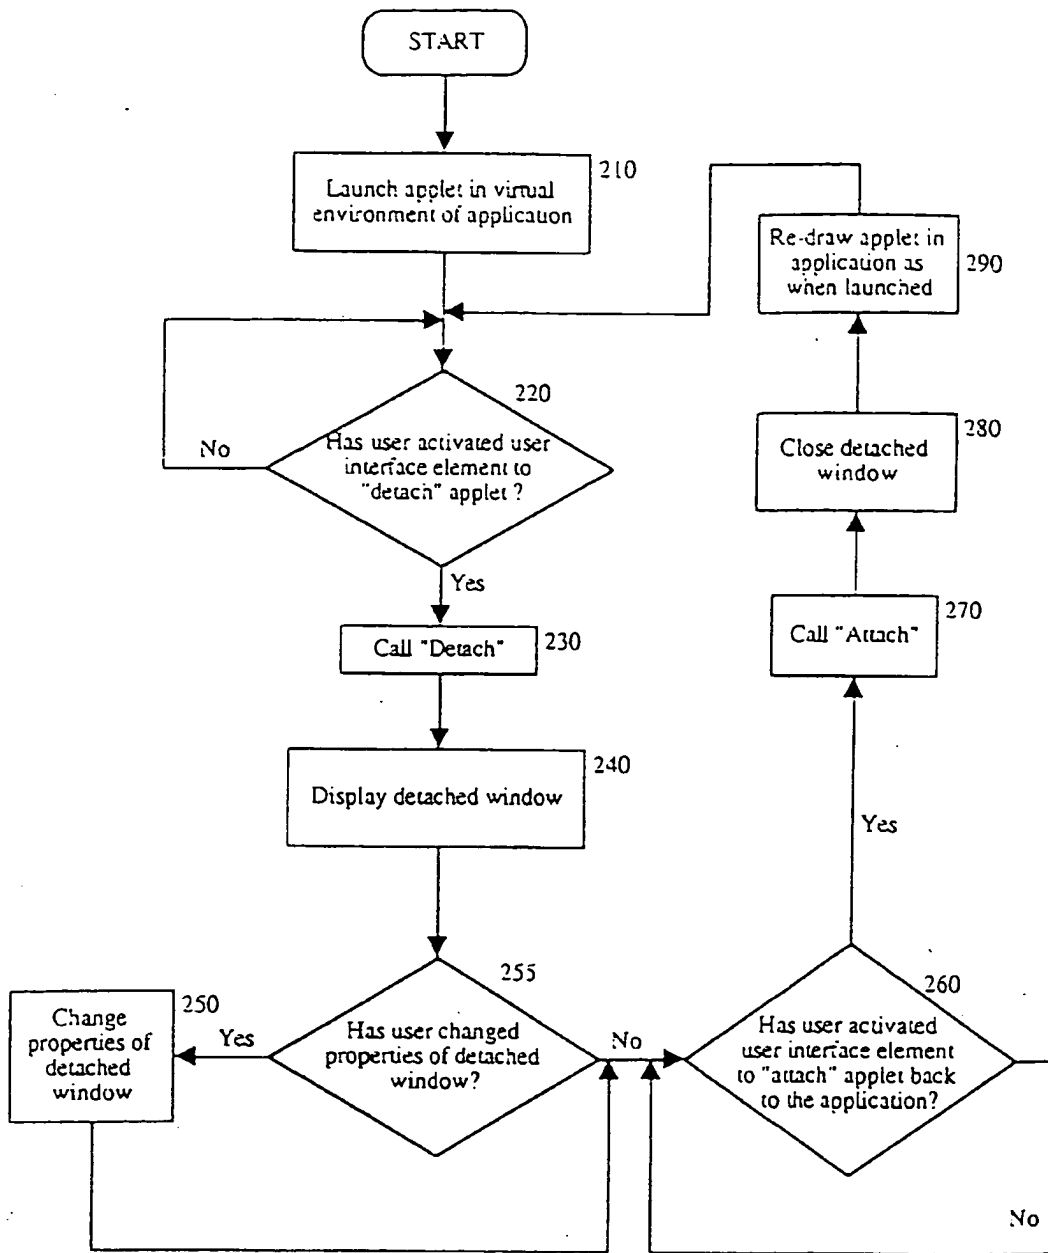 START
Launch applet in virtual
environment of application
210
Re-draw applet in
application as
when launched
290
220
Has user activated user
interface element to
"detach" applet ?
No
Close detached
window
280
Yes
Call "Detach"
230
Call "Attach"
270
Display detached window
240
Yes
255
Has user changed
properties of detached
window?
250
Change
properties of
detached
window
Yes
No
260
Has user activated
user interface element
to "attach" applet back
to the application?
No